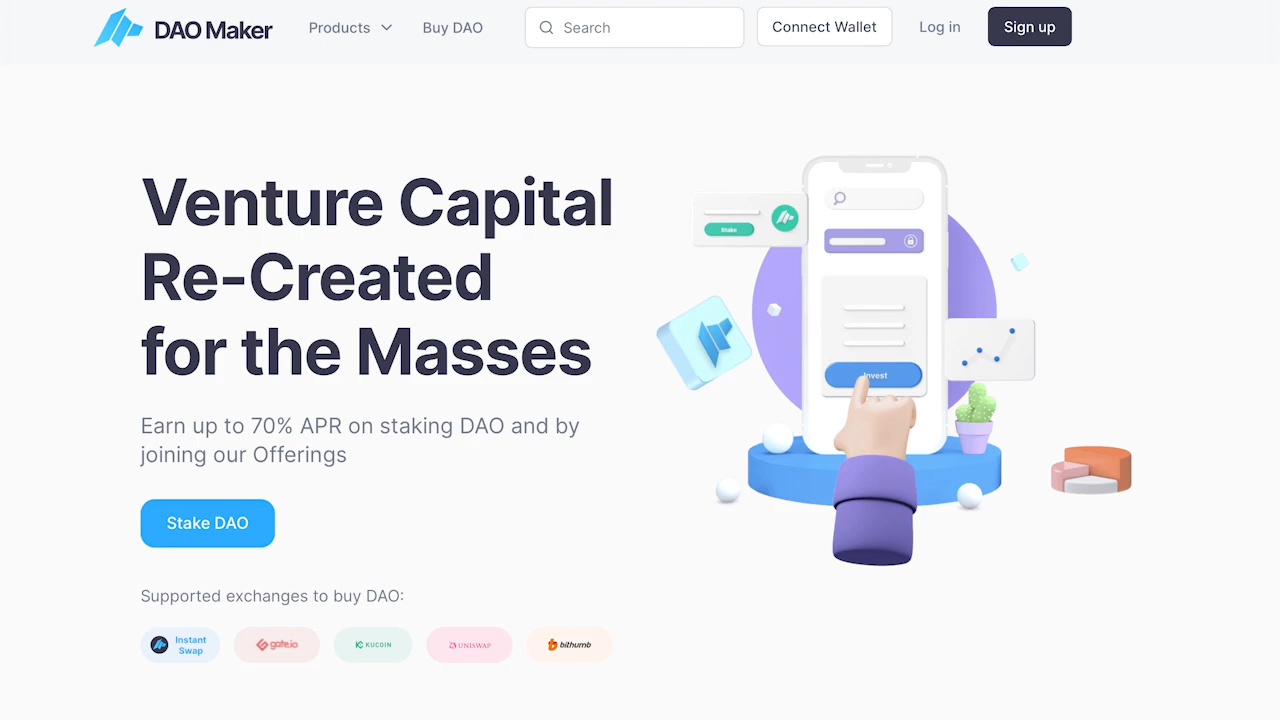 DAO Maker
Products
Buy DAO
Search
Connect Wallet
Log in
Sign up
Venture Capital
Re-Created
for the Masses
Earn up to 70% APR on staking DAO and by
joining our Offerings
Stake DAO
Supported exchanges to buy DAO:
Instant
Swap
gate.io
KUCOIN
UNISWAP
bithumb
Stake
Invest